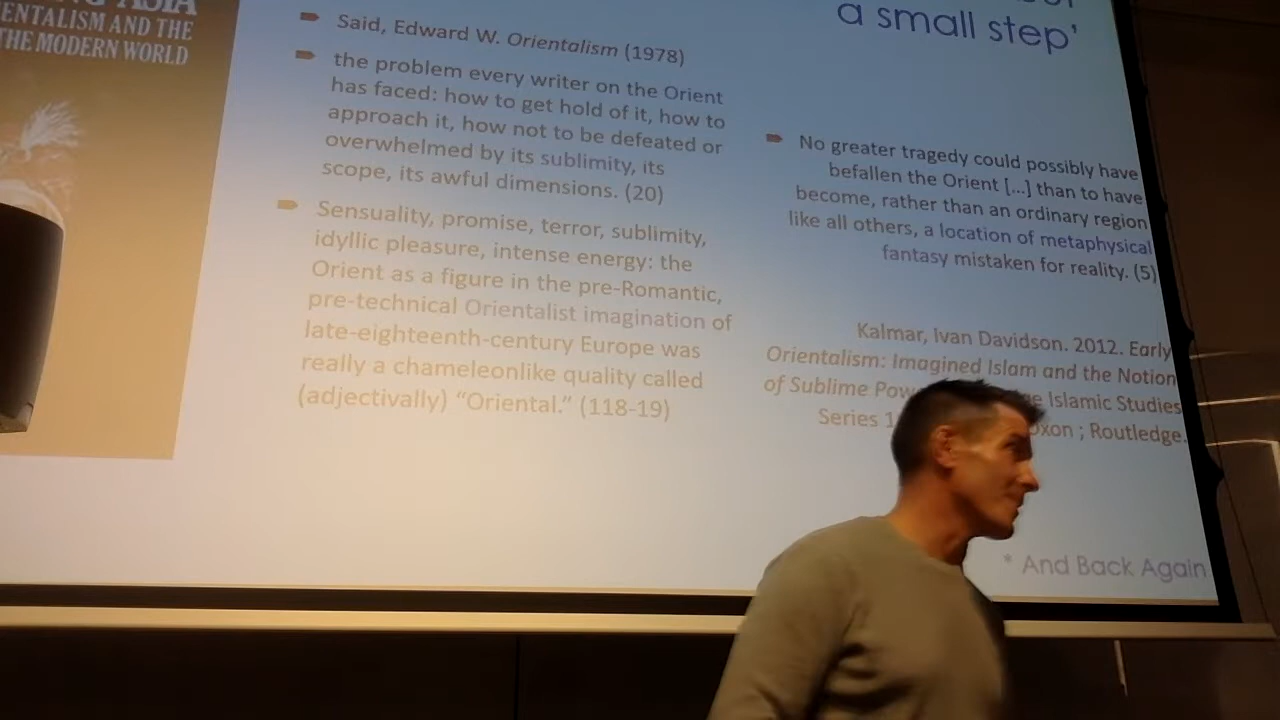 ASIA
ENTALISM AND THE
THE MODERN WORLD
Said, Edward W. Orientalism (1978)
the problem every writer on the Orient
has faced: how to get hold of it, how to
approach it, how not to be defeated or
overwhelmed by its sublimity, its
scope, its awful dimensions. (20)
Sensuality, promise, terror, sublimity,
idyllic pleasure, intense energy: the
Orient as a figure in the pre-Romantic,
pre-technical Orientalist imagination of
late-eighteenth-century Europe was
really a chameleonlike quality called
(adjectivally) “Oriental.” (118-19)
a small step'
No greater tragedy could possibly have
befallen the Orient [...] than to have
become, rather than an ordinary region
like all others, a location of metaphysical
fantasy mistaken for reality. (5)
Kalmar, Ivan Davidson. 2012. Early
Orientalism: Imagined Islam and the Notion
of Sublime Pow e Islamic Studies
Series 1 oxon ; Routledge.
* And Back Again